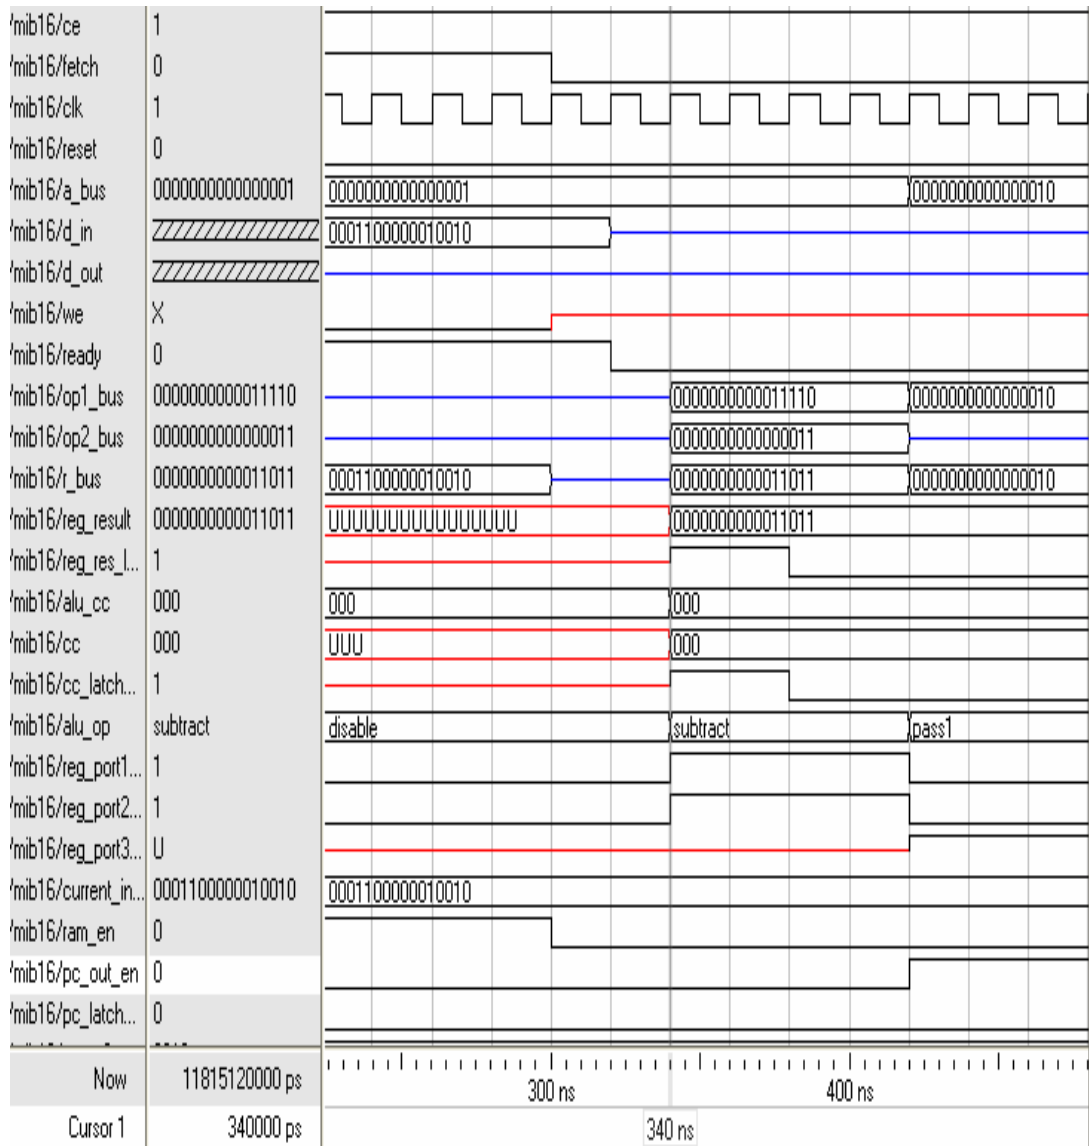 /mib16/ce 1
/mib16/fetch 0
/mib16/clk 1
/mib16/reset 0
/mib16/a_bus 0000000000000001 0000000000000001 0000000000000010
/mib16/d_in 0001100000010010
/mib16/d_out
/mib16/we X
/mib16/ready 0
/mib16/op1_bus 0000000000011110 0000000000011110 0000000000000010
/mib16/op2_bus 0000000000000011 0000000000000011
/mib16/r_bus 0000000000011011 0001100000010010 0000000000011011 0000000000000010
/mib16/reg_result 0000000000011011 UUUUUUUUUUUUUUUU 0000000000011011
/mib16/reg_res_l... 1
/mib16/alu_cc 000 000 000
/mib16/cc 000 UUU 000
/mib16/cc_latch... 1
/mib16/alu_op subtract disable subtract pass1
/mib16/reg_port1... 1
/mib16/reg_port2... 1
/mib16/reg_port3... U
/mib16/current_in... 0001100000010010 0001100000010010
/mib16/ram_en 0
/mib16/pc_out_en 0
/mib16/pc_latch... 0
Now 11815120000 ps 300 ns 400 ns
Cursor 1 340000 ps 340 ns